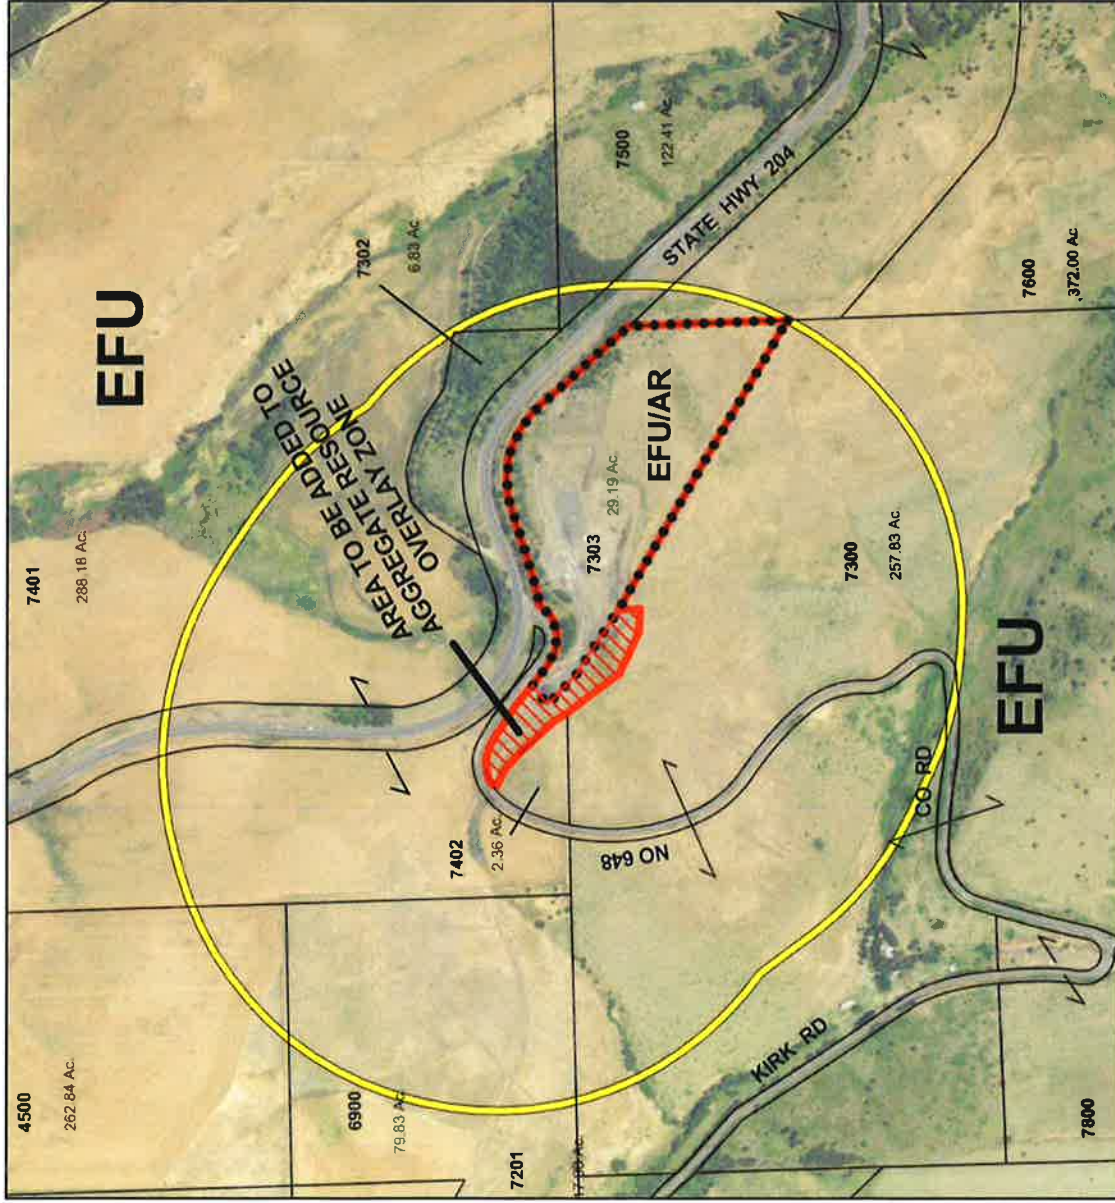 EFU
7401
288.18 Ac.
7302
6.83 Ac
7500
122.41 Ac.
STATE HWY 204
AREA TO BE ADDED TO
AGGREGATE RESOURCE
OVERLAY ZONE
EFU/AR
7303
29.19 Ac.
7600
,372.00 Ac
7300
257.83 Ac.
EFU
4500
262.84 Ac.
6900
79.83 Ac.
7402
2.36 Ac.
7201
NO 648
CO RD
KIRK RD
7800